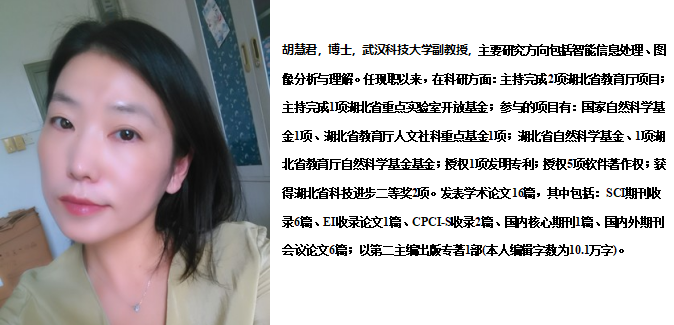 胡慧君, 博士, 武汉科技大学副教授, 主要研究方向包括智能信息处理、图
像分析与理解。任现职以来，在科研方面：主持完成2项湖北省教育厅项目；
主持完成1项湖北省重点实验室开放基金；参与的项目有：国家自然科学基
金1项、湖北省教育厅人文社科重点基金1项；湖北省自然科学基金、1项湖
北省教育厅自然科学基金基金；授权1项发明专利；授权5项软件著作权；获
得湖北省科技进步二等奖2项。发表学术论文16篇，其中包括：SCI期刊收
录6篇、EI收录论文1篇、CPCI-S收录2篇、国内核心期刊1篇、国内外期刊
会议论文6篇；以第二主编出版专著1部(本人编辑字数为10.1万字)。